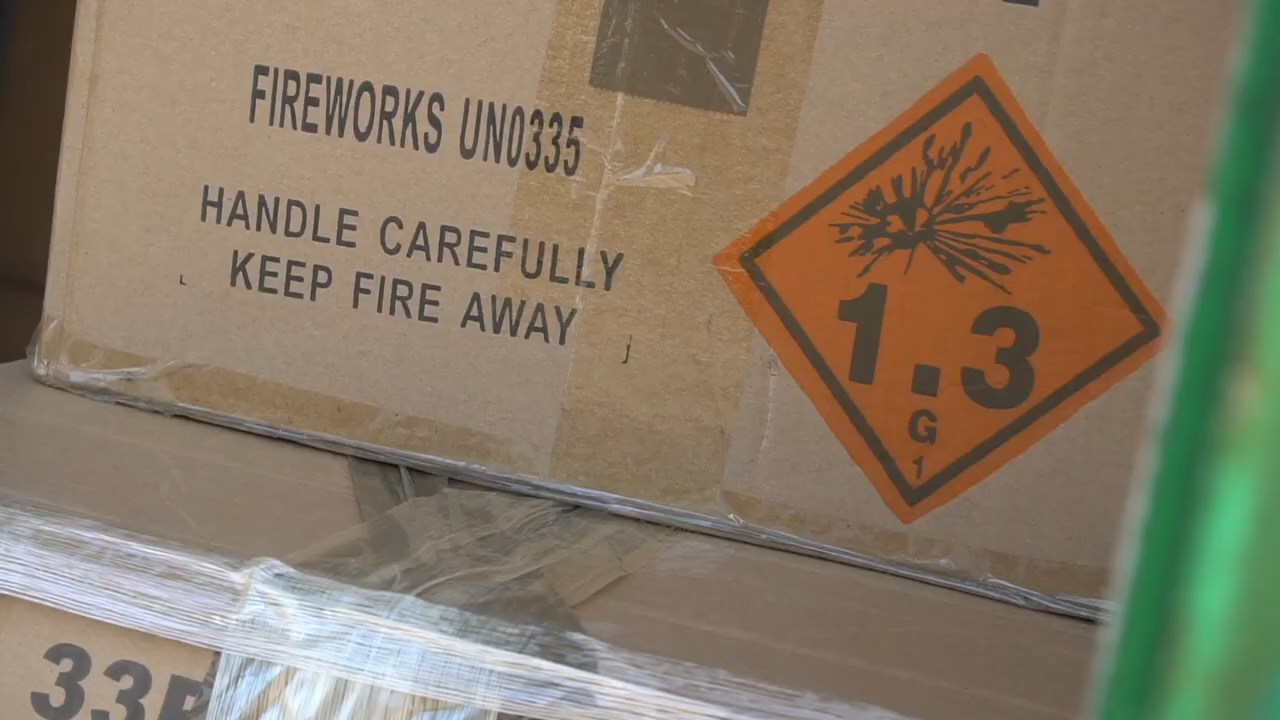 FIREWORKS UN0335
HANDLE CAREFULLY
KEEP FIRE AWAY
1.3
G
1